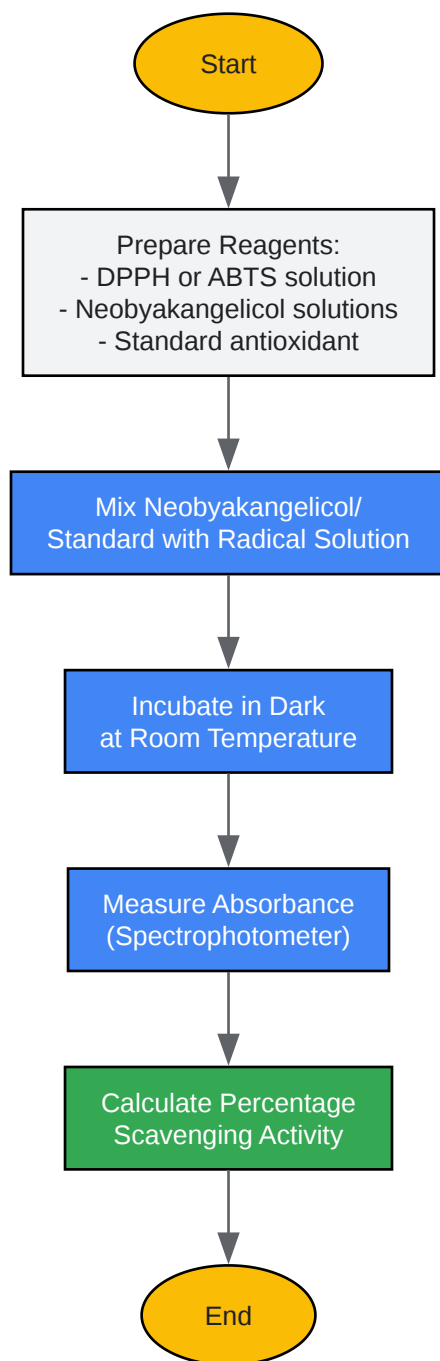 Start
Prepare Reagents:
- DPPH or ABTS solution
- Neobyakangelicol solutions
- Standard antioxidant
Mix Neobyakangelicol/
Standard with Radical Solution
Incubate in Dark
at Room Temperature
Measure Absorbance
(Spectrophotometer)
Calculate Percentage
Scavenging Activity
End